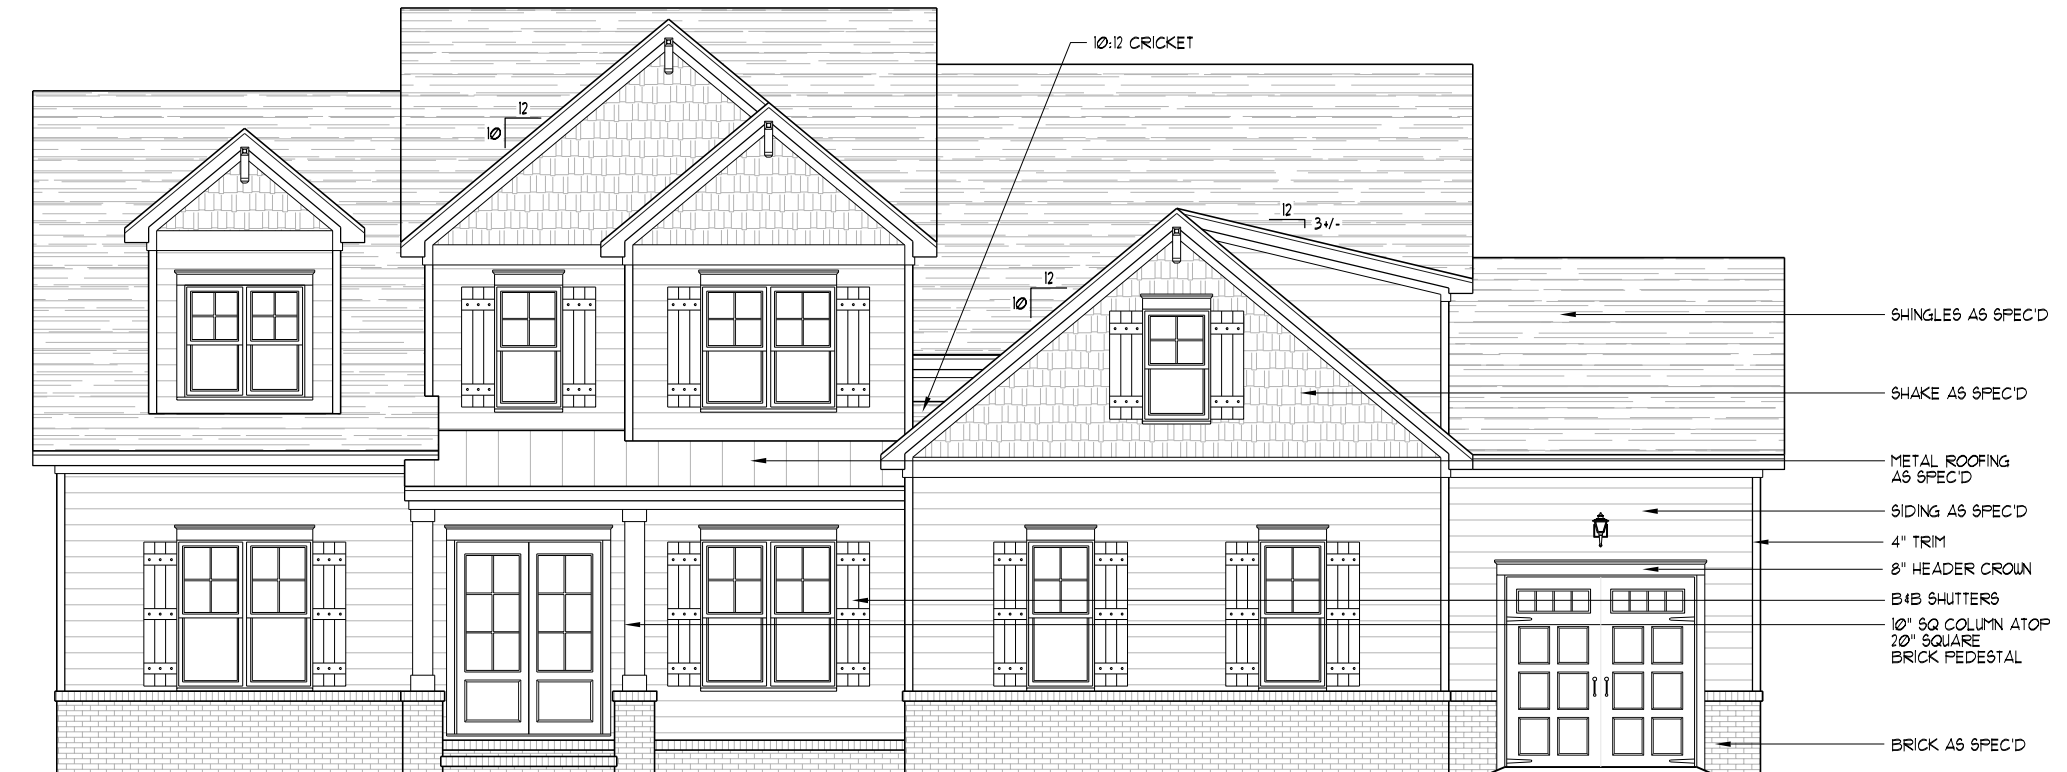 10:12 CRICKET
12
10
12
3+/-
12
10
SHINGLES AS SPEC'D
SHAKE AS SPEC'D
METAL ROOFING
AS SPEC'D
SIDING AS SPEC'D
4" TRIM
8" HEADER CROWN
B&B SHUTTERS
10" SQ COLUMN ATOP
20" SQUARE
BRICK PEDESTAL
BRICK AS SPEC'D